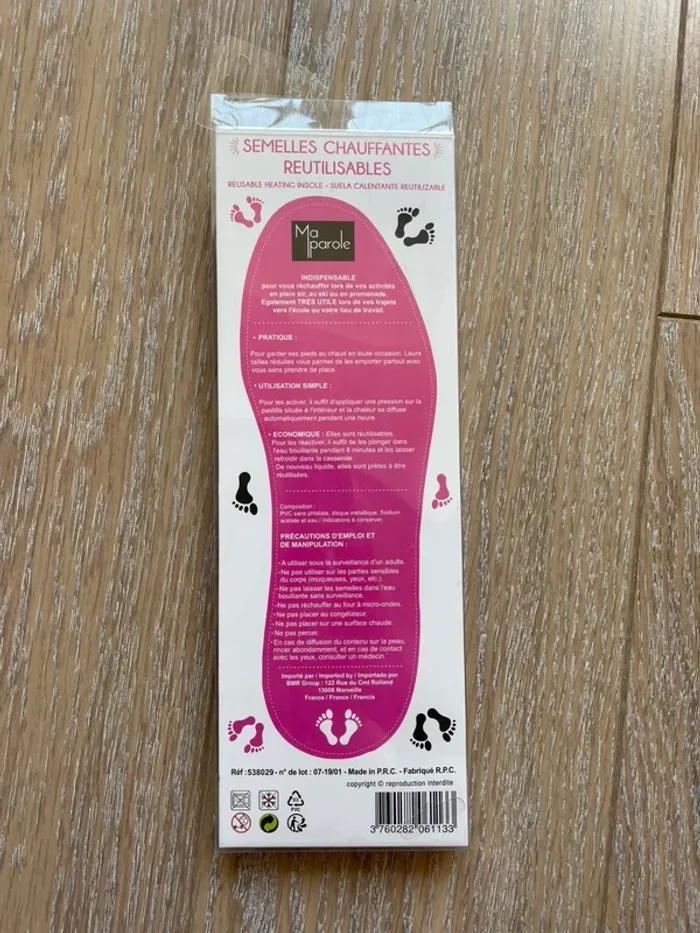 SEMELLES CHAUFFANTES
REUTILISABLES
REUSABLE HEATING INSOLE - SUELA CALENTANTE REUTILIZABLE
Ma
parole
INDISPENSABLE
pour vous réchauffer lors de vos activités
en plein air, au ski ou en promenade.
Egalement TRÈS UTILE lors de vos trajets
vers l'école ou votre lieu de travail.
• PRATIQUE :
Pour garder ses pieds au chaud en toute occasion. Leurs
tailles réduites vous permet de les emporter partout avec
vous sans prendre de place.
• UTILISATION SIMPLE :
Pour les activer, il suffit d'appliquer une pression sur la
pastille située à l'intérieur et la chaleur se diffuse
automatiquement pendant une heure.
• ECONOMIQUE : Elles sont réutilisables.
Pour les réactiver, il suffit de les plonger dans
l'eau bouillante pendant 8 minutes et les laisser
refroidir dans la casserole.
De nouveau liquide, elles sont prêtes à être
réutilisées.
Composition :
PVC sans phtalate, disque métallique. Sodium
acétate et eau / indications à conserver.
PRÉCAUTIONS D'EMPLOI ET
DE MANIPULATION :
-A utiliser sous la surveillance d'un adulte.
-Ne pas utiliser sur les parties sensibles
du corps (muqueuses, yeux, etc.)
-Ne pas laisser les semelles dans l'eau
bouillante sans surveillance.
-Ne pas réchauffer au four à micro-ondes.
-Ne pas placer au congélateur.
-Ne pas placer sur une surface chaude.
-Ne pas percer.
-En cas de diffusion du contenu sur la peau,
rincer abondamment, et en cas de contact
avec les yeux, consulter un médecin.
Importé par / Imported by / Importado por
BMR Group : 122 Rue du Cmt Rolland
13008 Marseille
France / France / Francia
Réf :538029 - n° de lot : 07-19/01 - Made in P.R.C. - Fabriqué R.P.C.
copyright © reproduction interdite
03
PVC
3 760282 061133